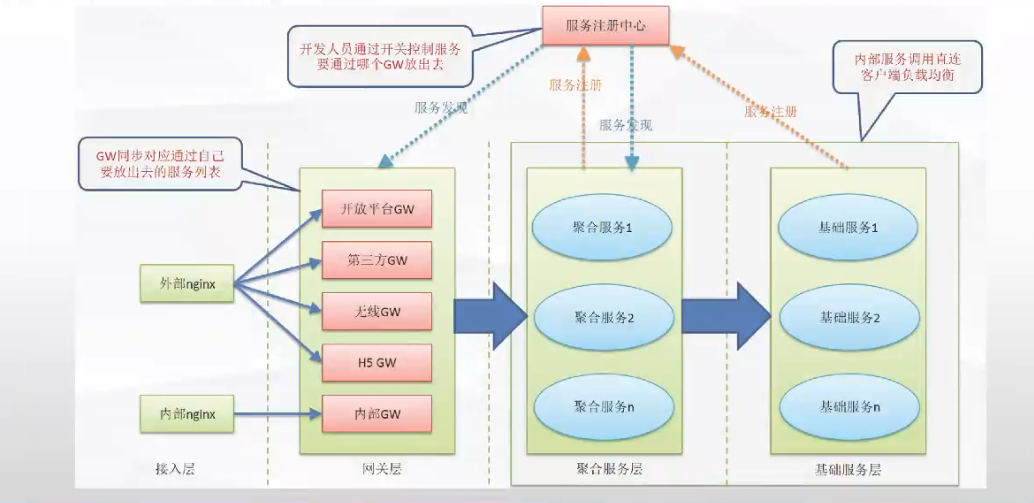 服务注册中心
开发人员通过开关控制服务
要通过哪个GW放出去
内部服务调用直连
客户端负载均衡
服务注册
服务发现
服务注册
服务发现
GW同步对应通过自己
要放出去的服务列表
开放平台GW
聚合服务1
基础服务1
第三方GW
外部nginx
无线GW
聚合服务2
基础服务2
H5 GW
内部nginx
内部GW
聚合服务n
基础服务n
接入层
网关层
聚合服务层
基础服务层